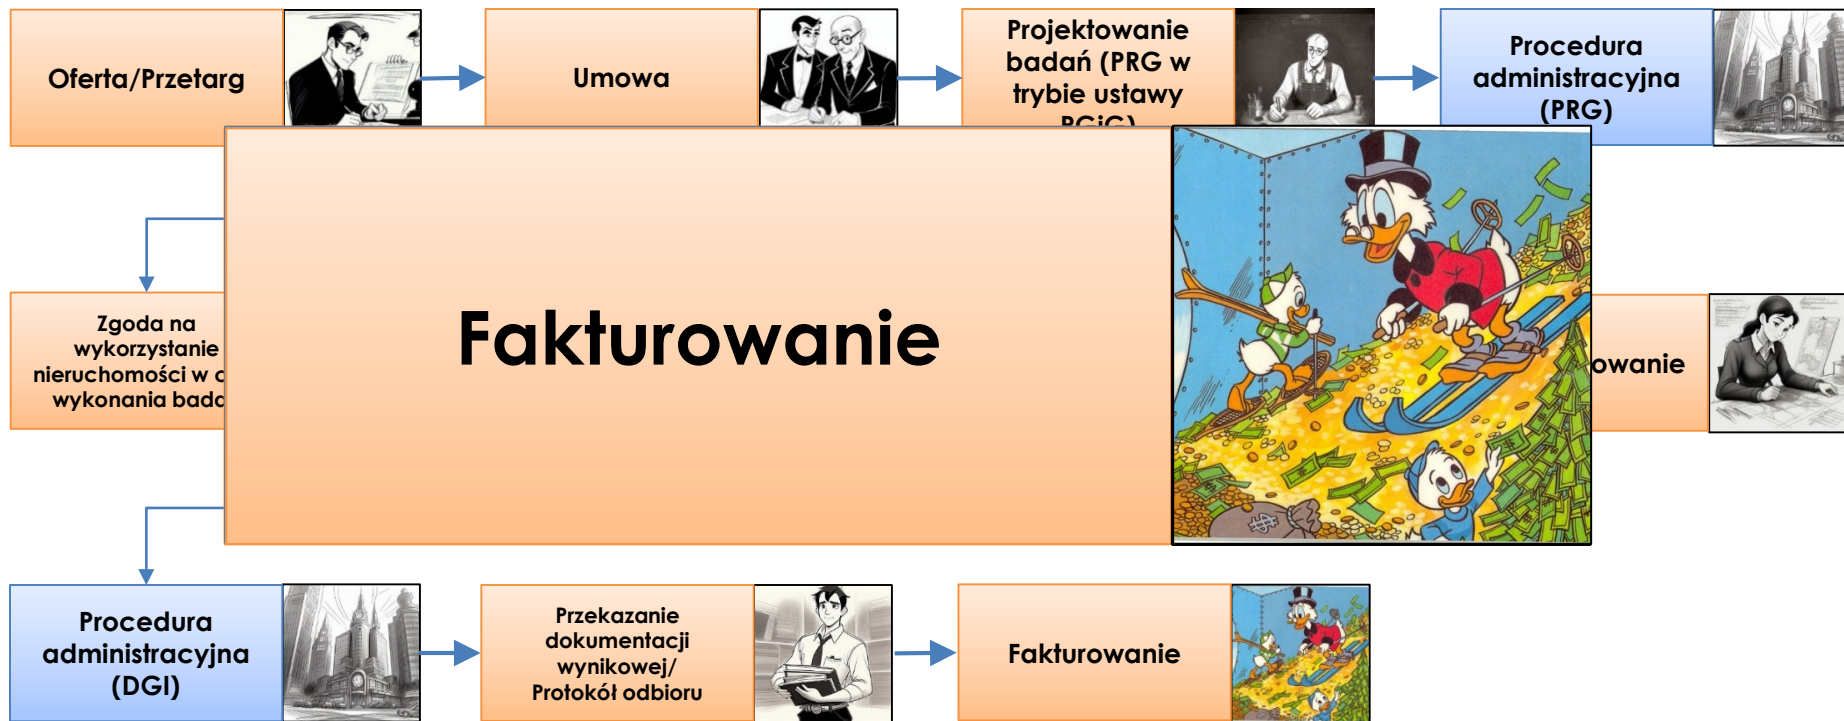 Oferta/Przetarg
Umowa
Projektowanie
badań (PRG w
trybie ustawy
PGiG)
Procedura
administracyjna
(PRG)
Fakturowanie
Zgoda na
wykorzystanie
nieruchomości w
wykonania
owanie
Procedura
administracyjna
(DGI)
Przekazanie
dokumentacji
wynikowej/
Protokół odbioru
Fakturowanie